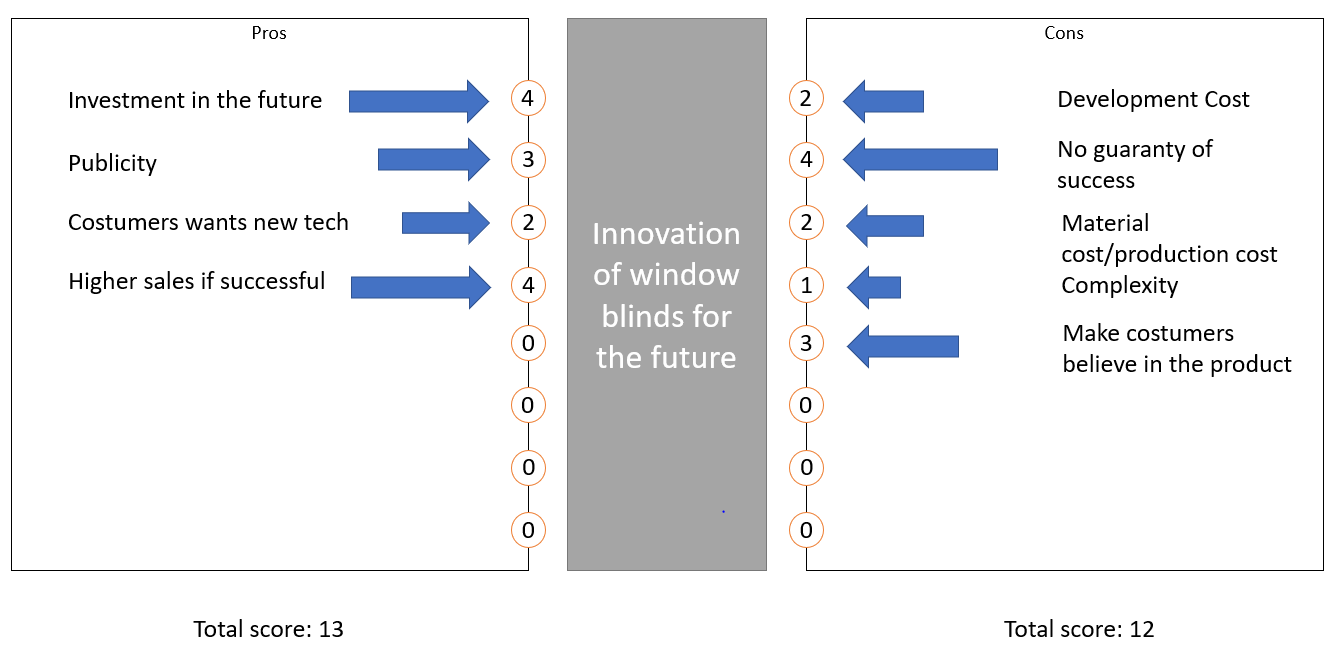 Pros
Investment in the future
4
Publicity
3
Costumers wants new tech
2
Higher sales if successful
4
0
0
0
0
Total score: 13
Innovation
of window
blinds for
the future
Cons
2
Development Cost
4
No guaranty of
success
2
Material
cost/production cost
1
Complexity
3
Make costumers
believe in the product
0
0
0
Total score: 12